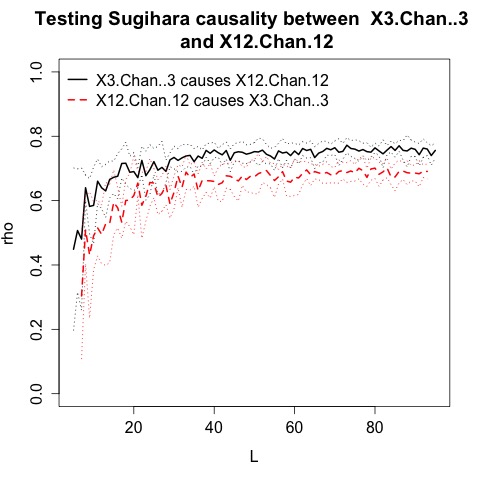 Testing Sugihara causality between  X3.Chan..3
and X12.Chan.12
X3.Chan..3 causes X12.Chan.12
X12.Chan.12 causes X3.Chan..3
1.0
0.8
0.6
0.4
0.2
0.0
rho
20
40
60
80
L